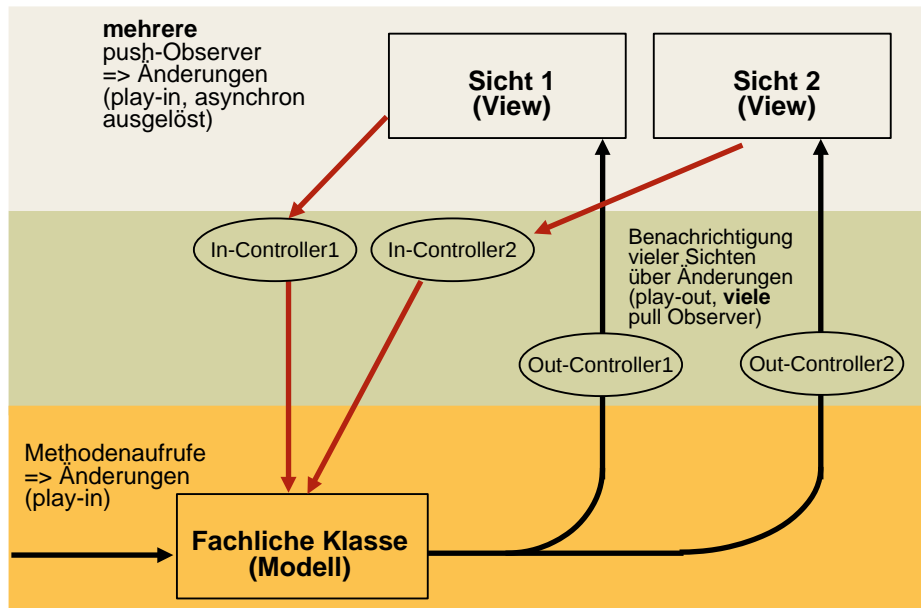 mehrere
push-Observer
=> Änderungen
(play-in, asynchron
ausgelöst)
Sicht 1
(View)
Sicht 2
(View)
In-Controller1
In-Controller2
Benachrichtigung
vieler Sichten
über Änderungen
(play-out, viele
pull Observer)
Out-Controller1
Out-Controller2
Methodenaufrufe
=> Änderungen
(play-in)
Fachliche Klasse
(Modell)